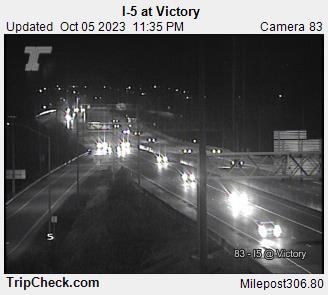 I-5 at Victory
Updated Oct 05 2023 11:35 PM Camera 83
T
S
83 - I5 @ Victory
TripCheck.com Milepost306.80